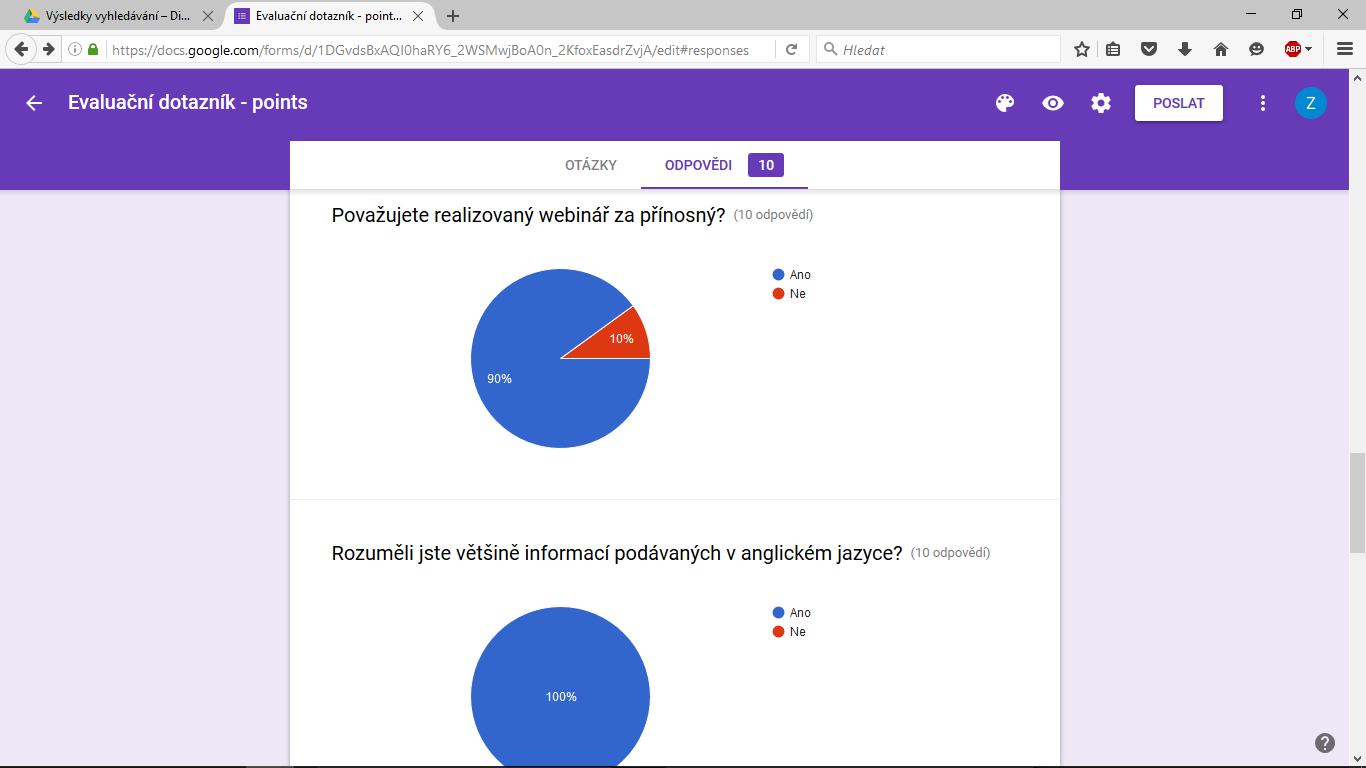 Výsledky vyhledávání – Di...
Evaluační dotazník - point...
https://docs.google.com/forms/d/1DGvdsBxAQI0haRY6_2WSMwjBoA0n_2KfoxEasdrZvjA/edit#responses
Hledat
ABP
Evaluační dotazník - points
POSLAT
Z
OTÁZKY
ODPOVĚDI 10
Považujete realizovaný webinář za přínosný? (10 odpovědí)
Ano
Ne
10%
90%
Rozuměli jste většině informací podávaných v anglickém jazyce? (10 odpovědí)
Ano
Ne
100%